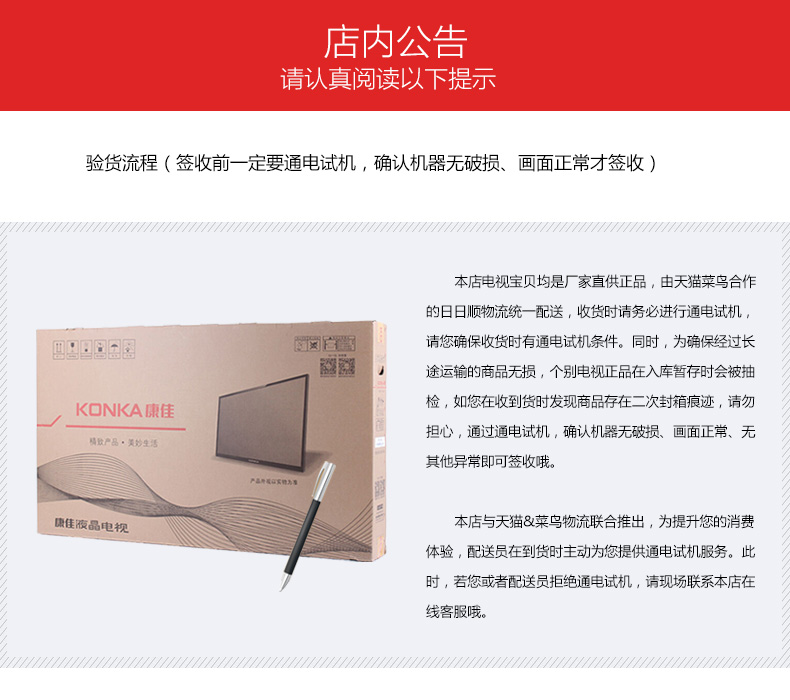 店内公告
请认真阅读以下提示
验货流程（签收前一定要通电试机，确认机器无破损、画面正常才签收）
本店电视宝贝均是厂家直供正品，由天猫菜鸟合作
的日日顺物流统一配送，收货时请务必进行通电试机，
请您确保收货时有通电试机条件。同时，为确保经过长
途运输的商品无损，个别电视正品在入库暂存时会被抽
检，如您在收到货时发现商品存在二次封箱痕迹，请勿
担心，通过通电试机，确认机器无破损、画面正常、无
其他异常即可签收哦。
本店与天猫&菜鸟物流联合推出，为提升您的消费
体验，配送员在到货时主动为您提供通电试机服务。此
时，若您或者配送员拒绝通电试机，请现场联系本店在
线客服哦。
KONKA 康佳
精致产品·美妙生活
产品外观以实物为准
康佳液晶电视